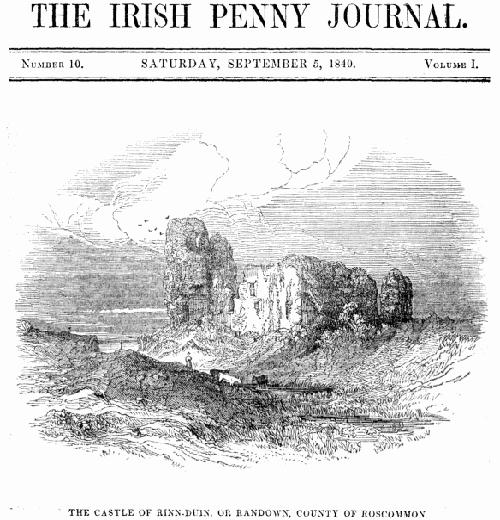 THE IRISH PENNY JOURNAL.
NUMBER 10. SATURDAY, SEPTEMBER 5, 1840. VOLUME I.
THE CASTLE OF RINN-DUIN, OR RANDOWN, COUNTY OF ROSCOMMON